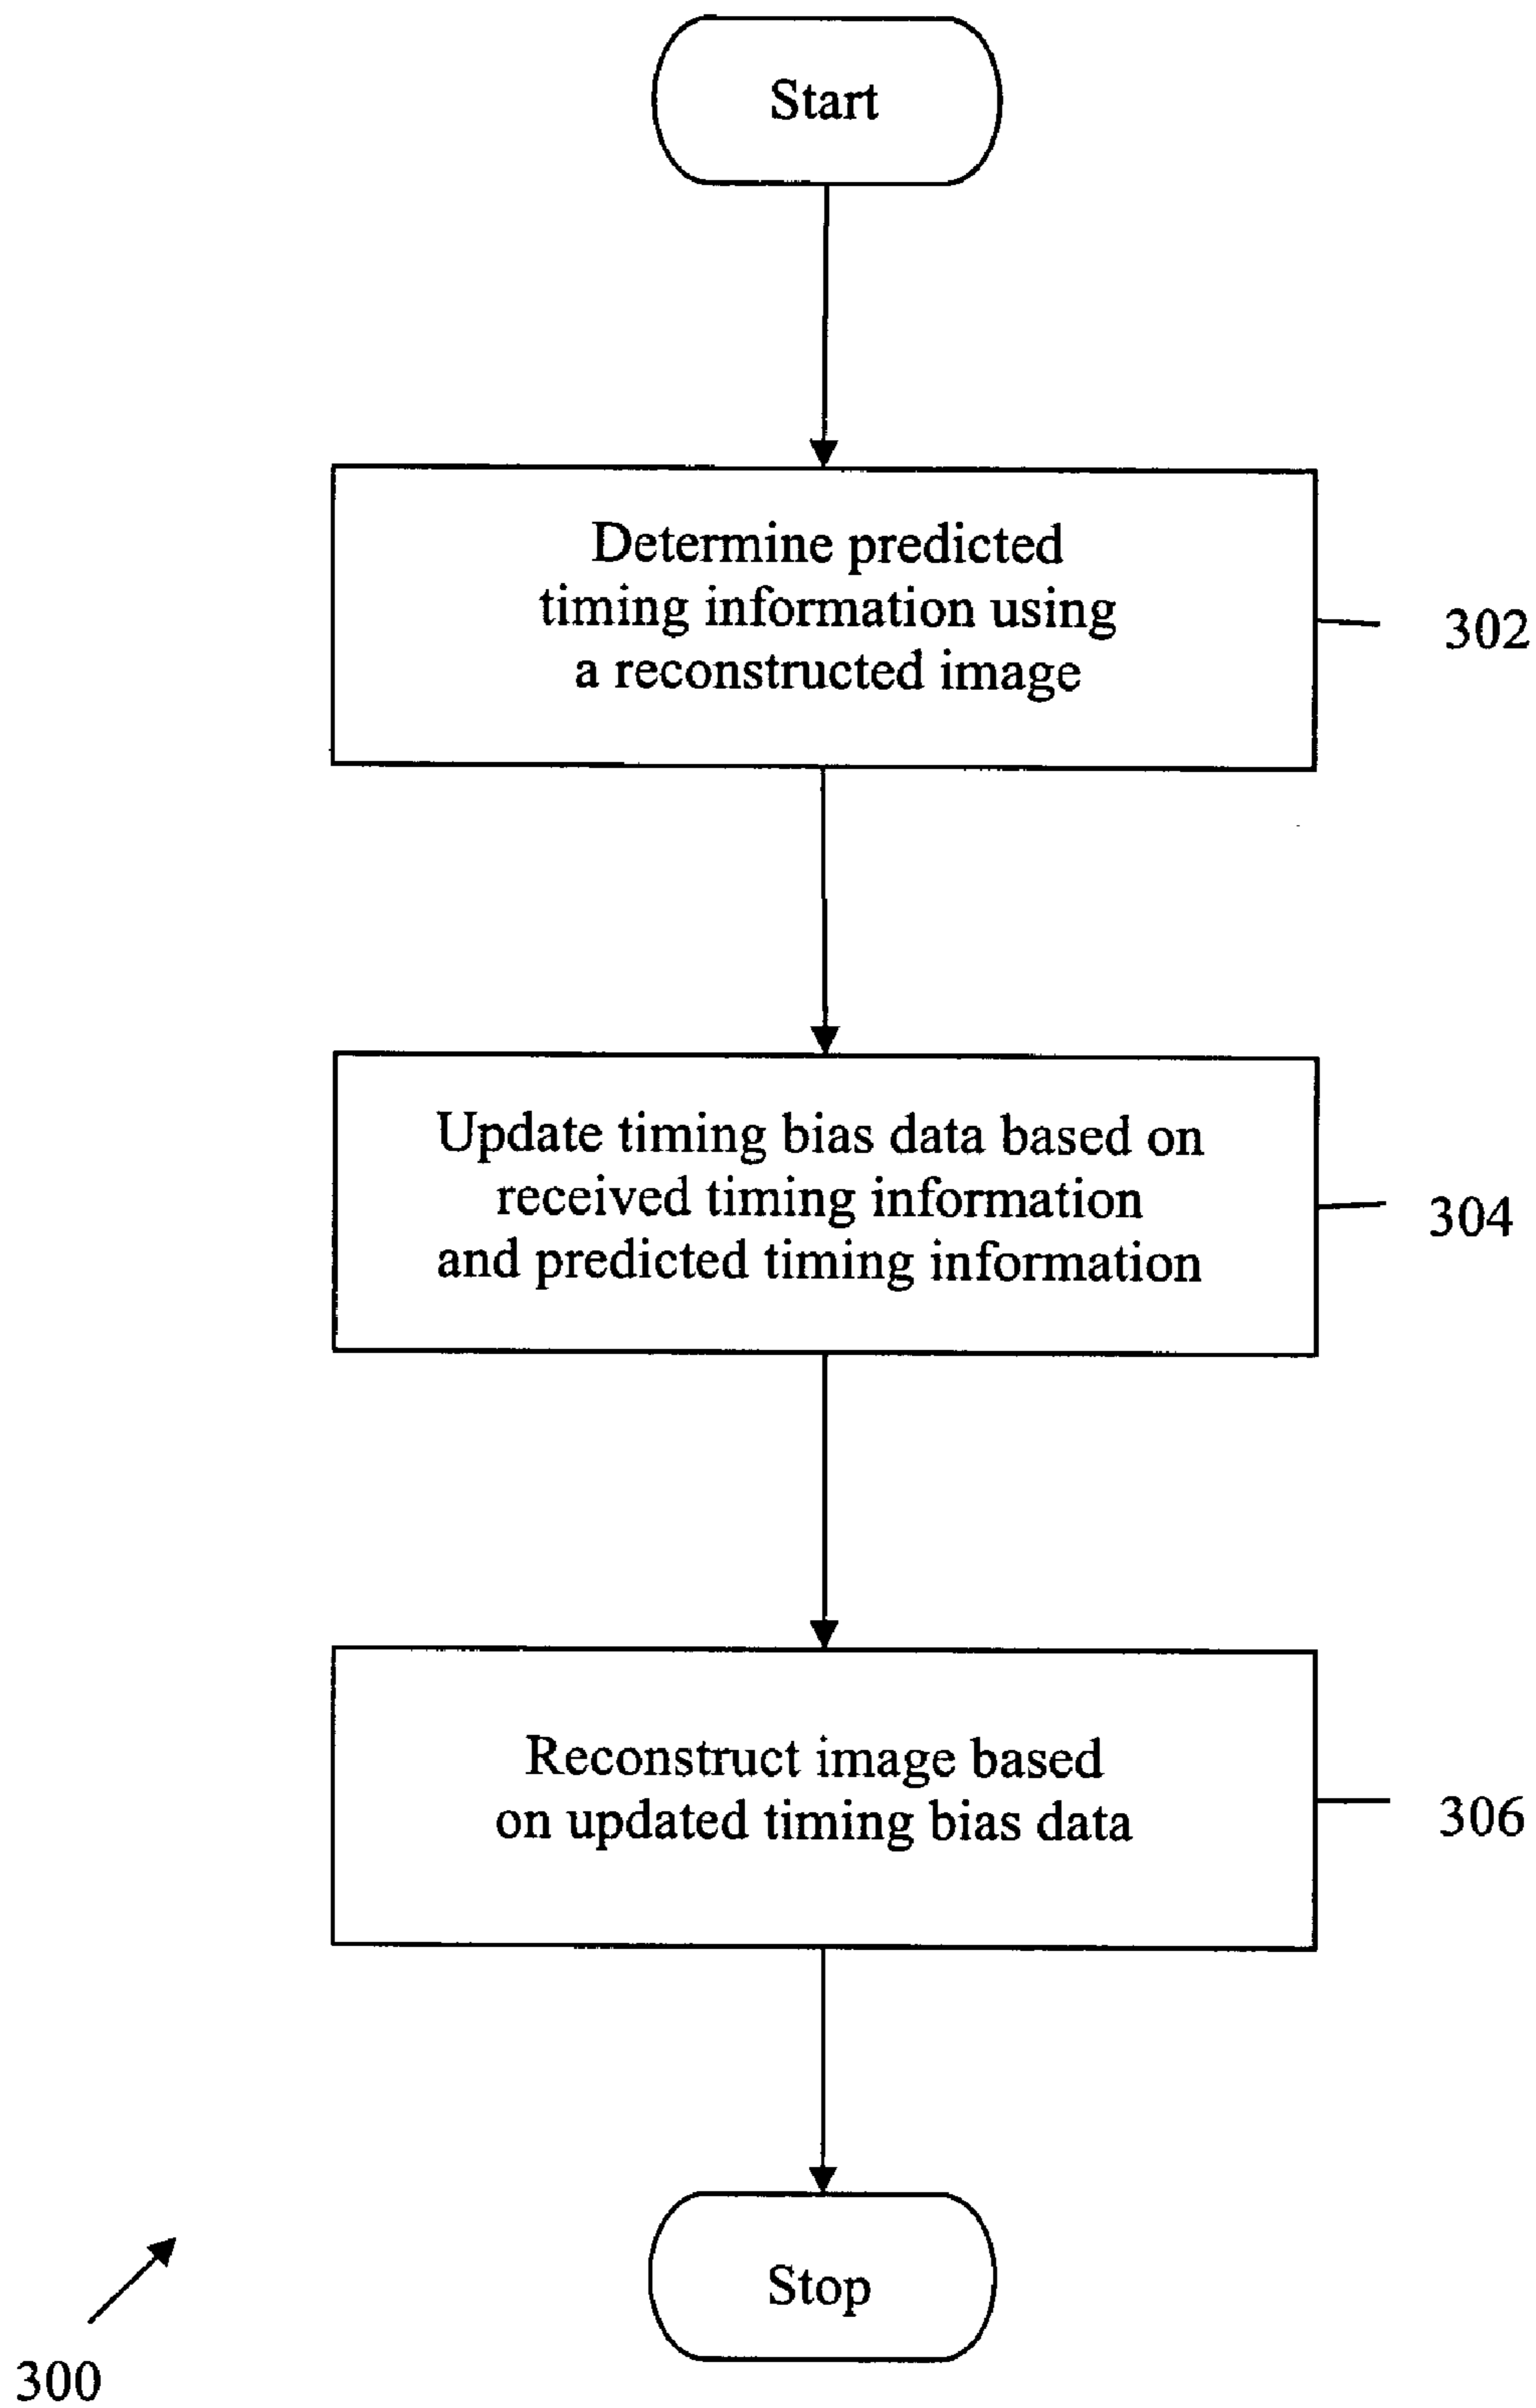 Start
Determine predicted
timing information using
a reconstructed image
302
Update timing bias data based on
received timing information
and predicted timing information
304
Reconstruct image based
on updated timing bias data
306
Stop
300